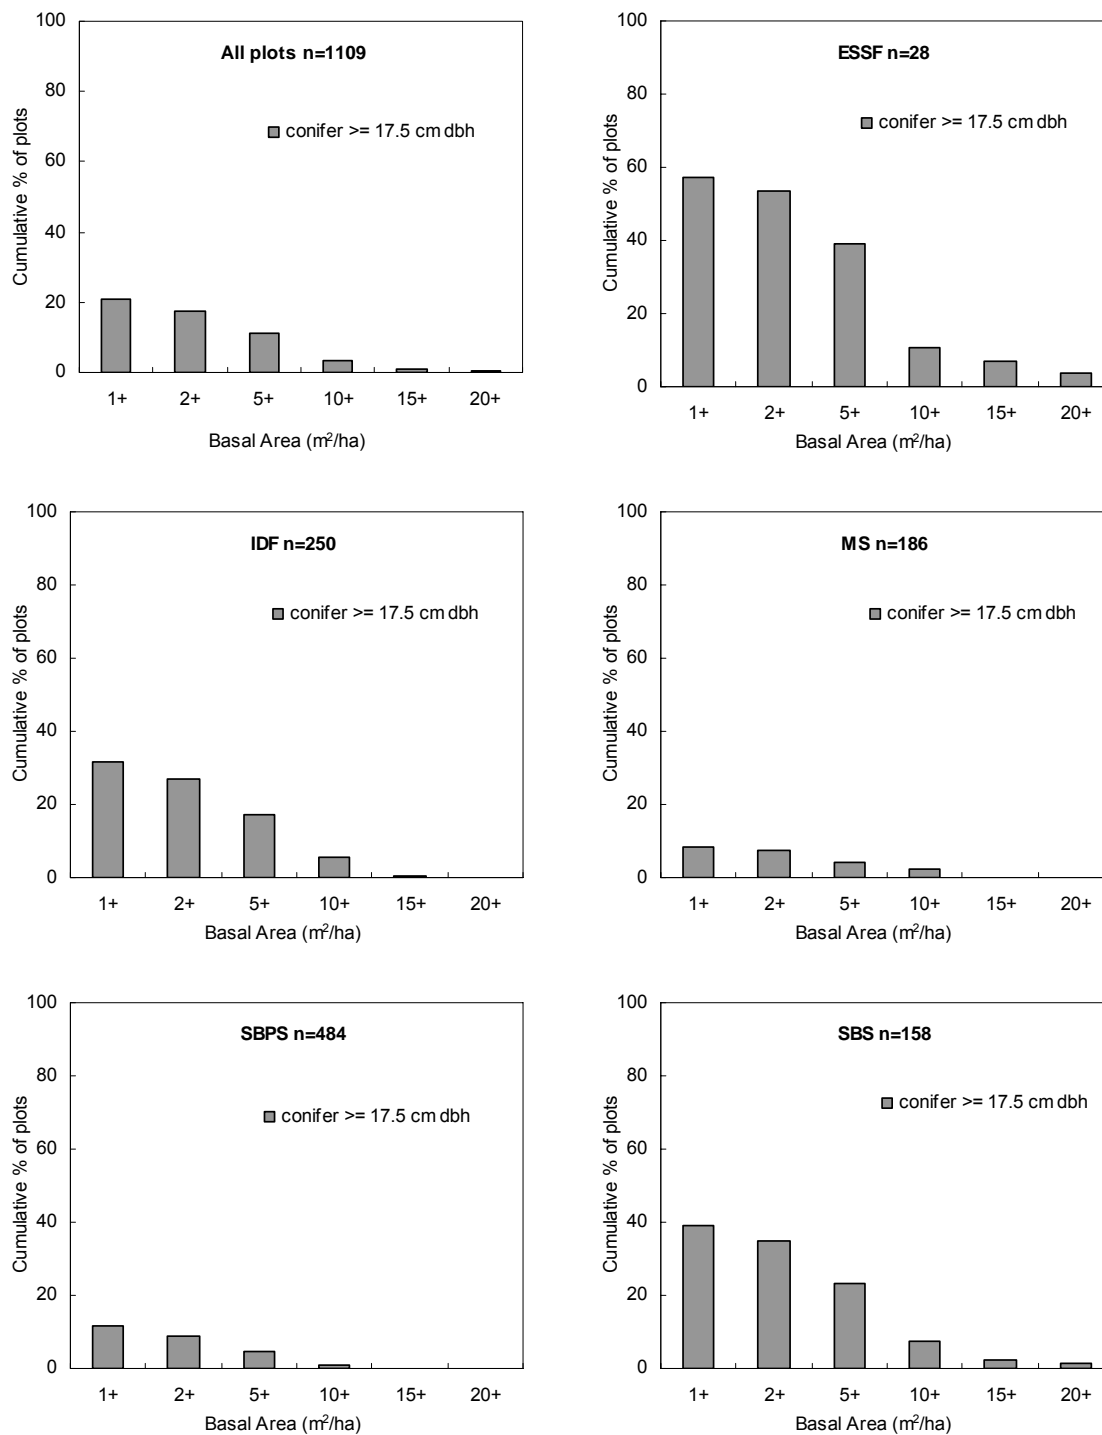 All plots n=1109
conifer >= 17.5 cm dbh
Cumulative % of plots
100
80
60
40
20
0
1+ 2+ 5+ 10+ 15+ 20+
Basal Area (m²/ha)
ESSF n=28
conifer >= 17.5 cm dbh
Cumulative % of plots
100
80
60
40
20
0
1+ 2+ 5+ 10+ 15+ 20+
Basal Area (m²/ha)
IDF n=250
conifer >= 17.5 cm dbh
Cumulative % of plots
100
80
60
40
20
0
1+ 2+ 5+ 10+ 15+ 20+
Basal Area (m²/ha)
MS n=186
conifer >= 17.5 cm dbh
Cumulative % of plots
100
80
60
40
20
0
1+ 2+ 5+ 10+ 15+ 20+
Basal Area (m²/ha)
SBPS n=484
conifer >= 17.5 cm dbh
Cumulative % of plots
100
80
60
40
20
0
1+ 2+ 5+ 10+ 15+ 20+
Basal Area (m²/ha)
SBS n=158
conifer >= 17.5 cm dbh
Cumulative % of plots
100
80
60
40
20
0
1+ 2+ 5+ 10+ 15+ 20+
Basal Area (m²/ha)